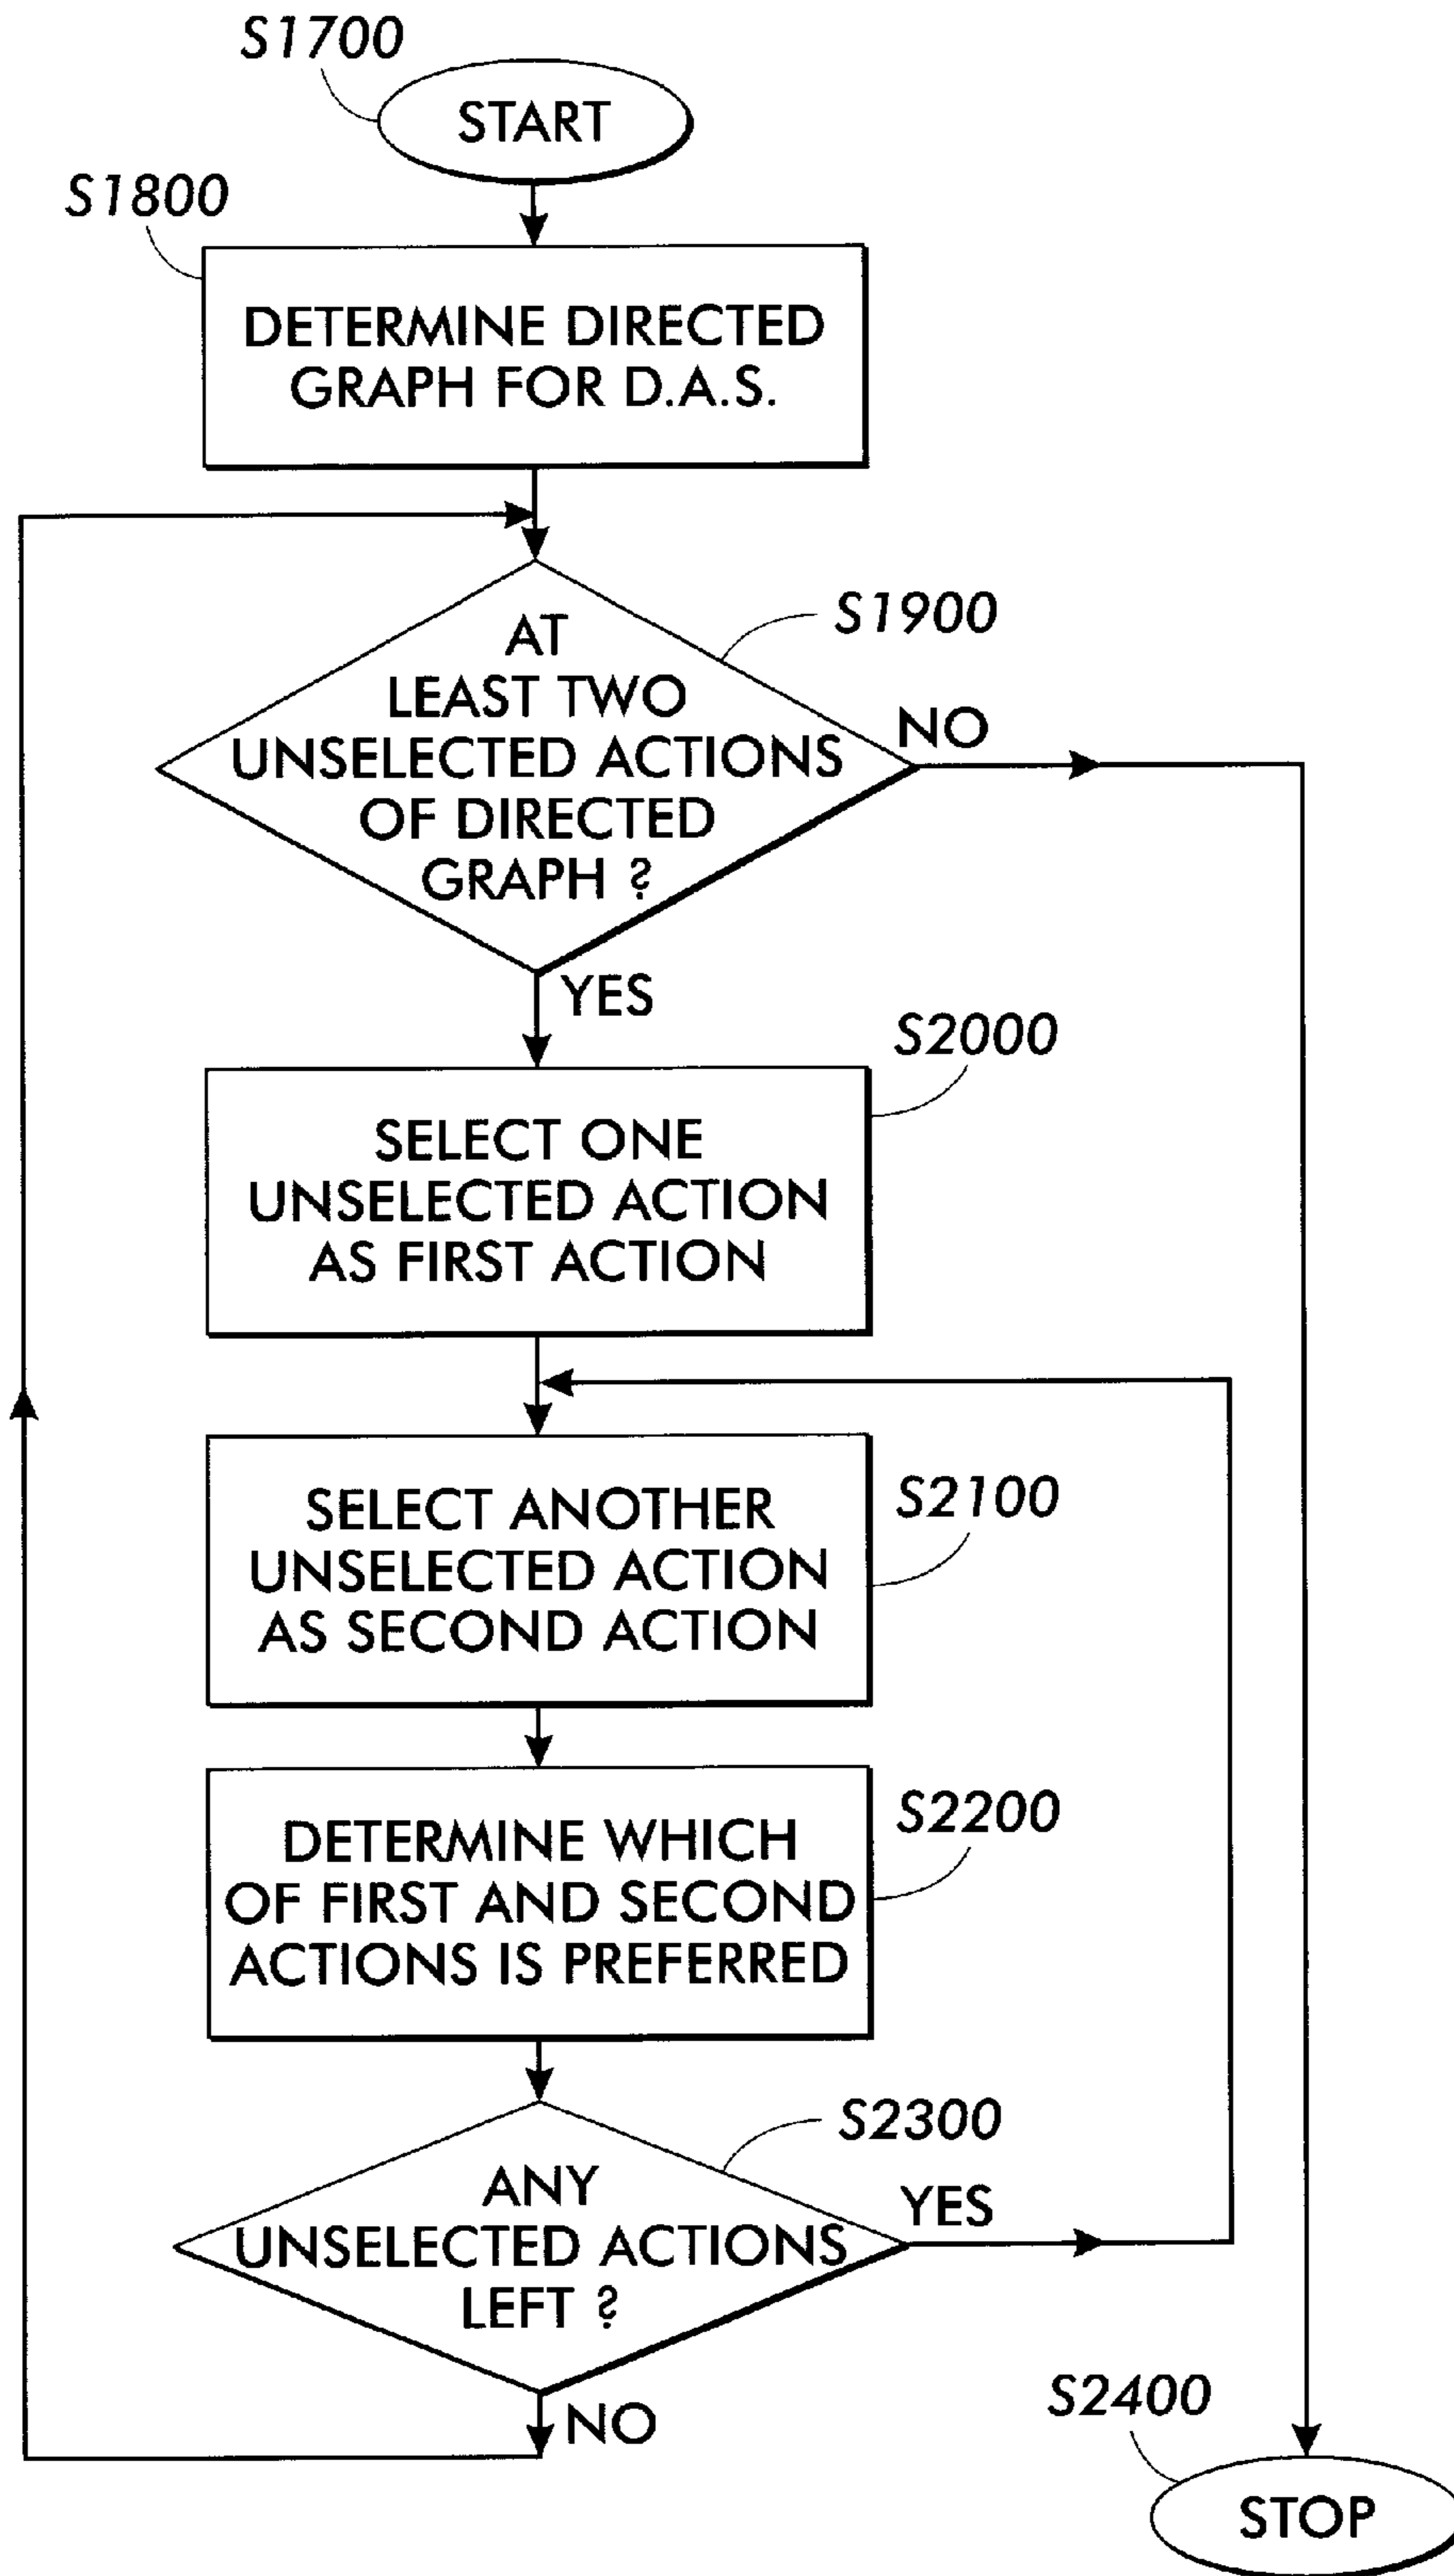 S1700
START
S1800
DETERMINE DIRECTED
GRAPH FOR D.A.S.
S1900
AT
LEAST TWO
UNSELECTED ACTIONS
OF DIRECTED
GRAPH ?
NO
YES
S2000
SELECT ONE
UNSELECTED ACTION
AS FIRST ACTION
S2100
SELECT ANOTHER
UNSELECTED ACTION
AS SECOND ACTION
S2200
DETERMINE WHICH
OF FIRST AND SECOND
ACTIONS IS PREFERRED
S2300
ANY
UNSELECTED ACTIONS
LEFT ?
YES
NO
S2400
STOP